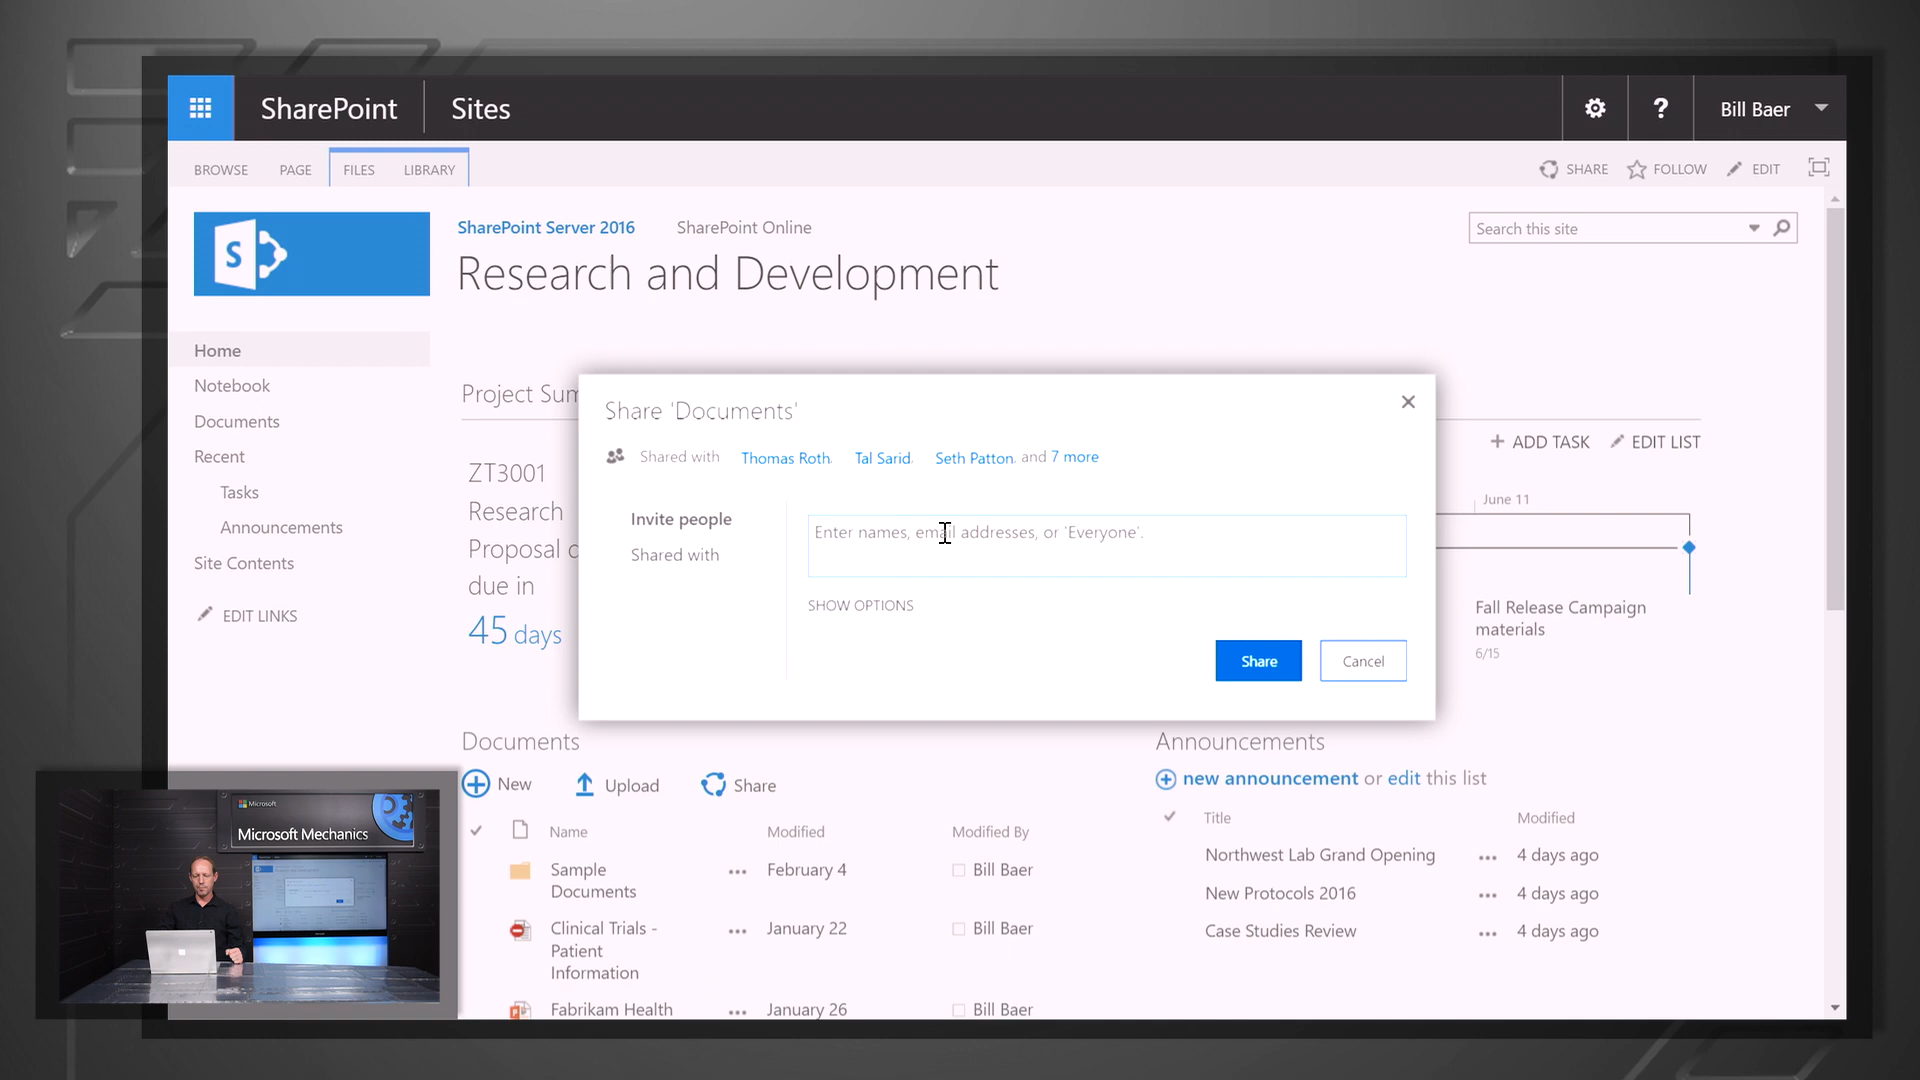 SharePoint
Sites
?
Bill Baer
BROWSE
PAGE
FILES
LIBRARY
SHARE
FOLLOW
EDIT
S
SharePoint Server 2016
SharePoint Online
Search this site
Research and Development
Home
Notebook
Documents
Recent
Tasks
Announcements
Site Contents
EDIT LINKS
Project Sum
ADD TASK
EDIT LIST
ZT3001
Research
Proposal
due in
45 days
Share 'Documents'
Shared with Thomas Roth, Tal Sarid, Seth Patton, and 7 more
Invite people
Shared with
Enter names, email addresses, or 'Everyone'.
SHOW OPTIONS
Share
Cancel
June 11
Fall Release Campaign
materials
6/15
Documents
New
Upload
Share
Name
Modified
Modified By
Sample
Documents
February 4
Bill Baer
Clinical Trials -
Patient
Information
January 22
Bill Baer
Fabrikam Health
January 26
Bill Baer
Announcements
new announcement or edit this list
Title
Modified
Northwest Lab Grand Opening
4 days ago
New Protocols 2016
4 days ago
Case Studies Review
4 days ago
Microsoft
Microsoft Mechanics